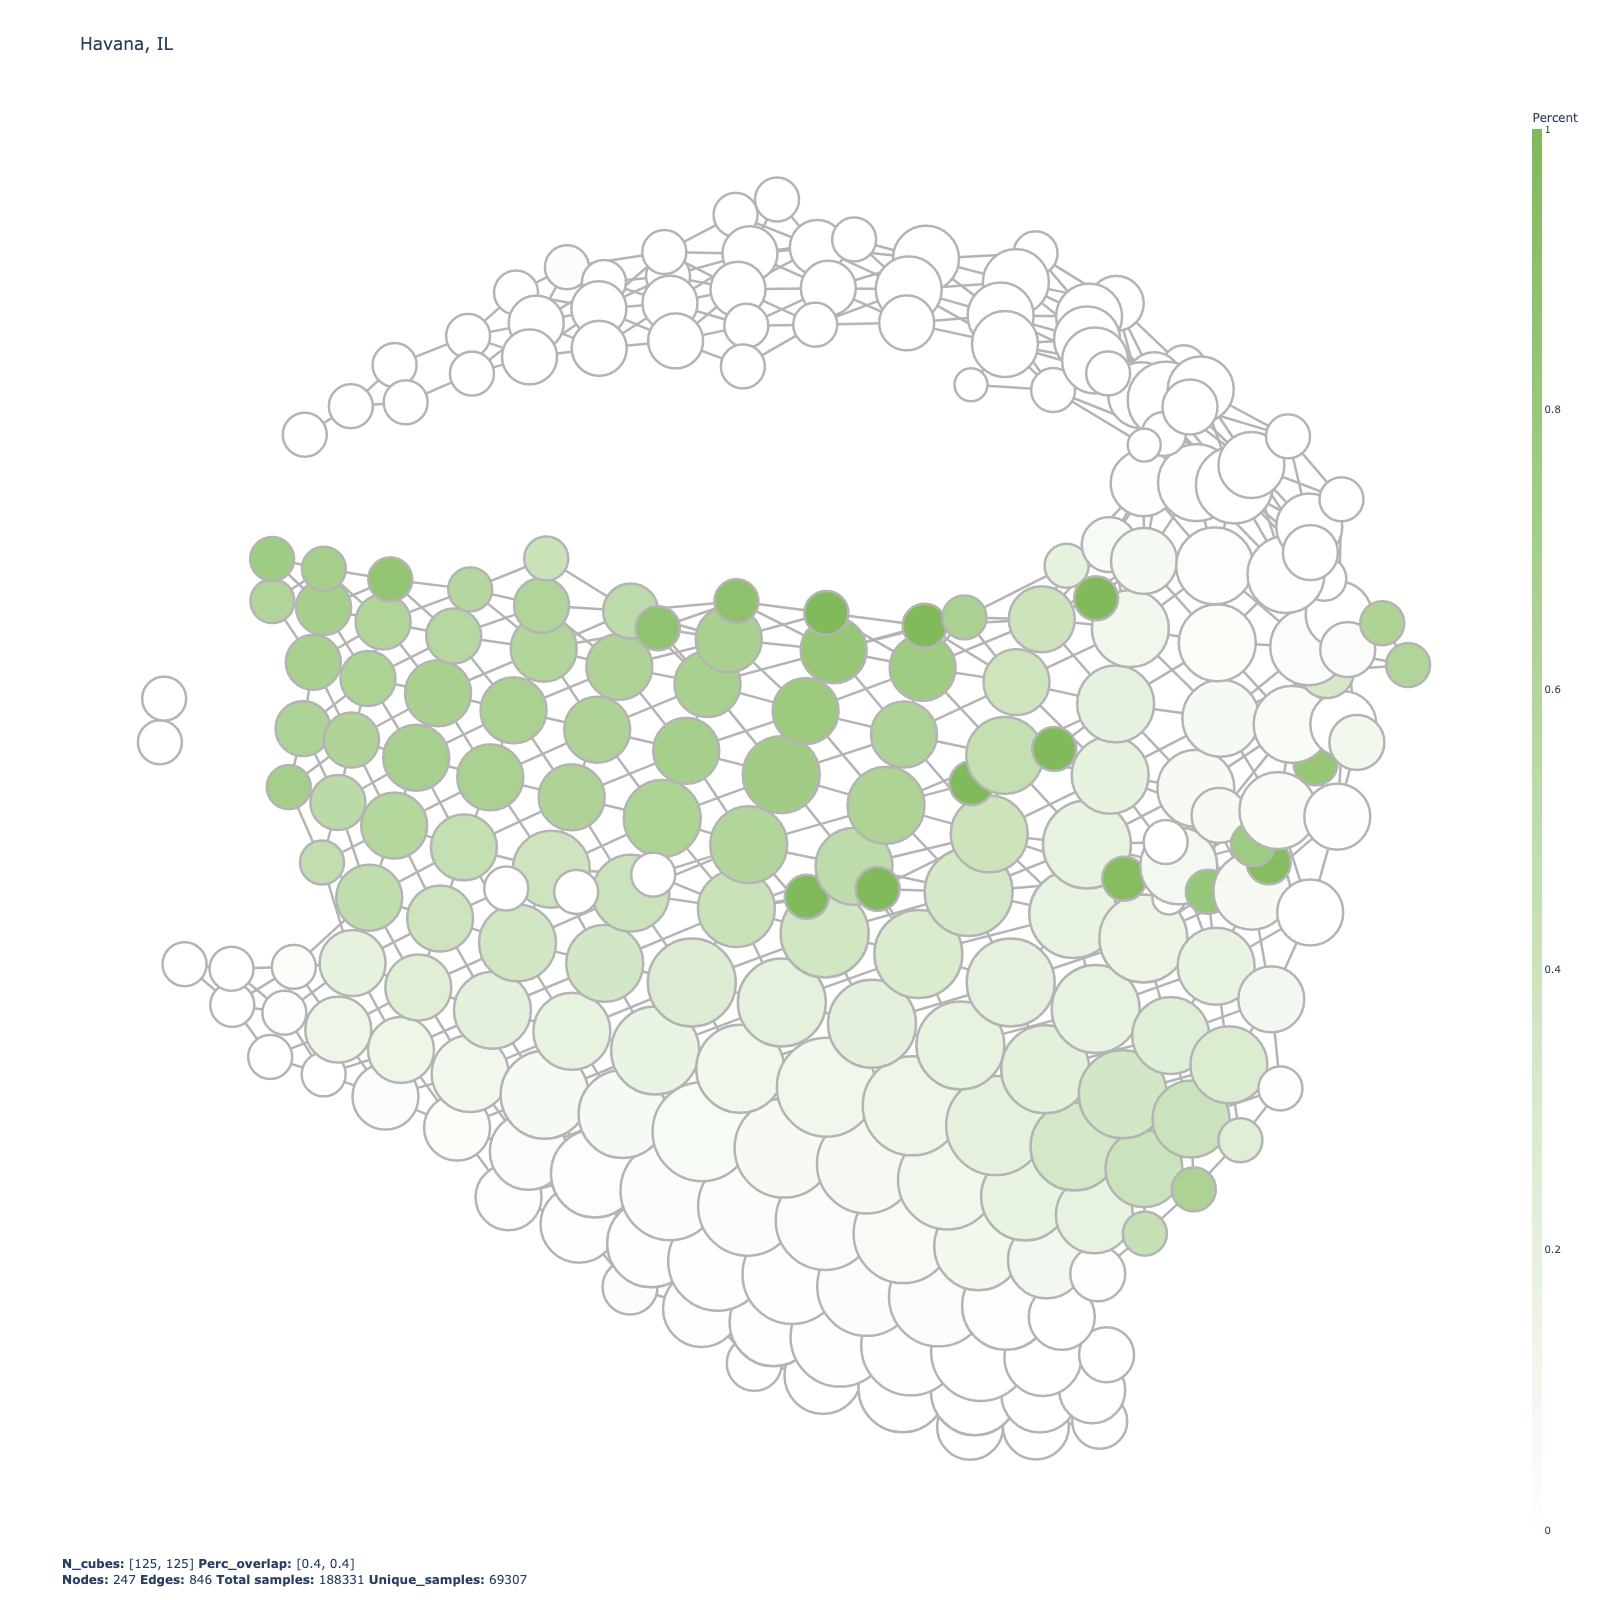 Havana, IL
Percent
1
0.8
0.6
0.4
0.2
0
N_cubes: [125, 125] Perc_overlap: [0.4, 0.4]
Nodes: 247 Edges: 846 Total samples: 188331 Unique_samples: 69307